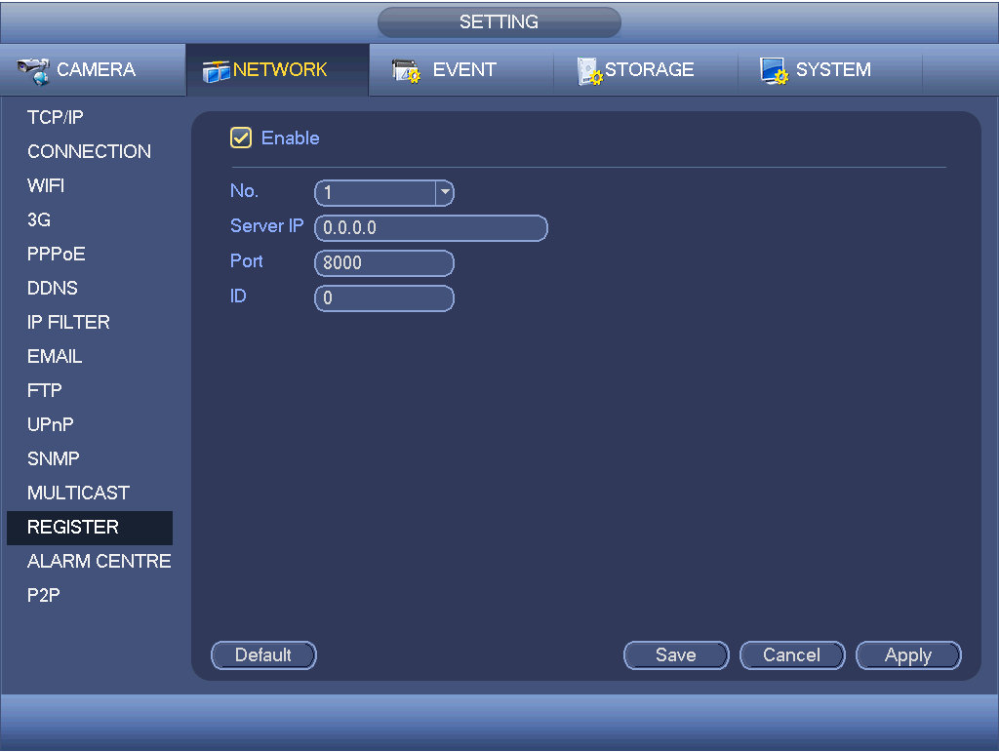 SETTING
CAMERA NETWORK EVENT STORAGE SYSTEM
TCP/IP
CONNECTION
WIFI
3G
PPPoE
DDNS
IP FILTER
EMAIL
FTP
UPnP
SNMP
MULTICAST
REGISTER
ALARM CENTRE
P2P
Enable
No. 1
Server IP 0.0.0.0
Port 8000
ID 0
Default Save Cancel Apply